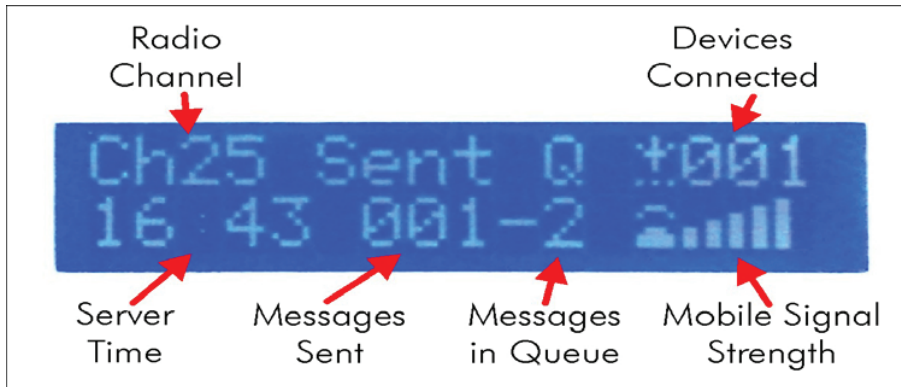 Radio
Channel
Devices
Connected
Ch25 Sent Q 001
16:43 001-2
Server
Time
Messages
Sent
Messages
in Queue
Mobile Signal
Strength